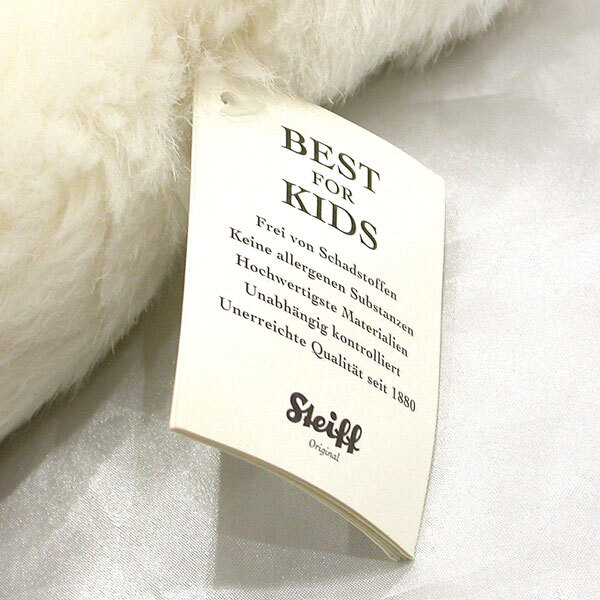 BEST
FOR
KIDS
Frei von Schadstoffen
Keine allergenen Substanzen
Hochwertigste Materialien
Unabhängig kontrolliert
Unerreichte Qualität seit 1880
Steiff
Original